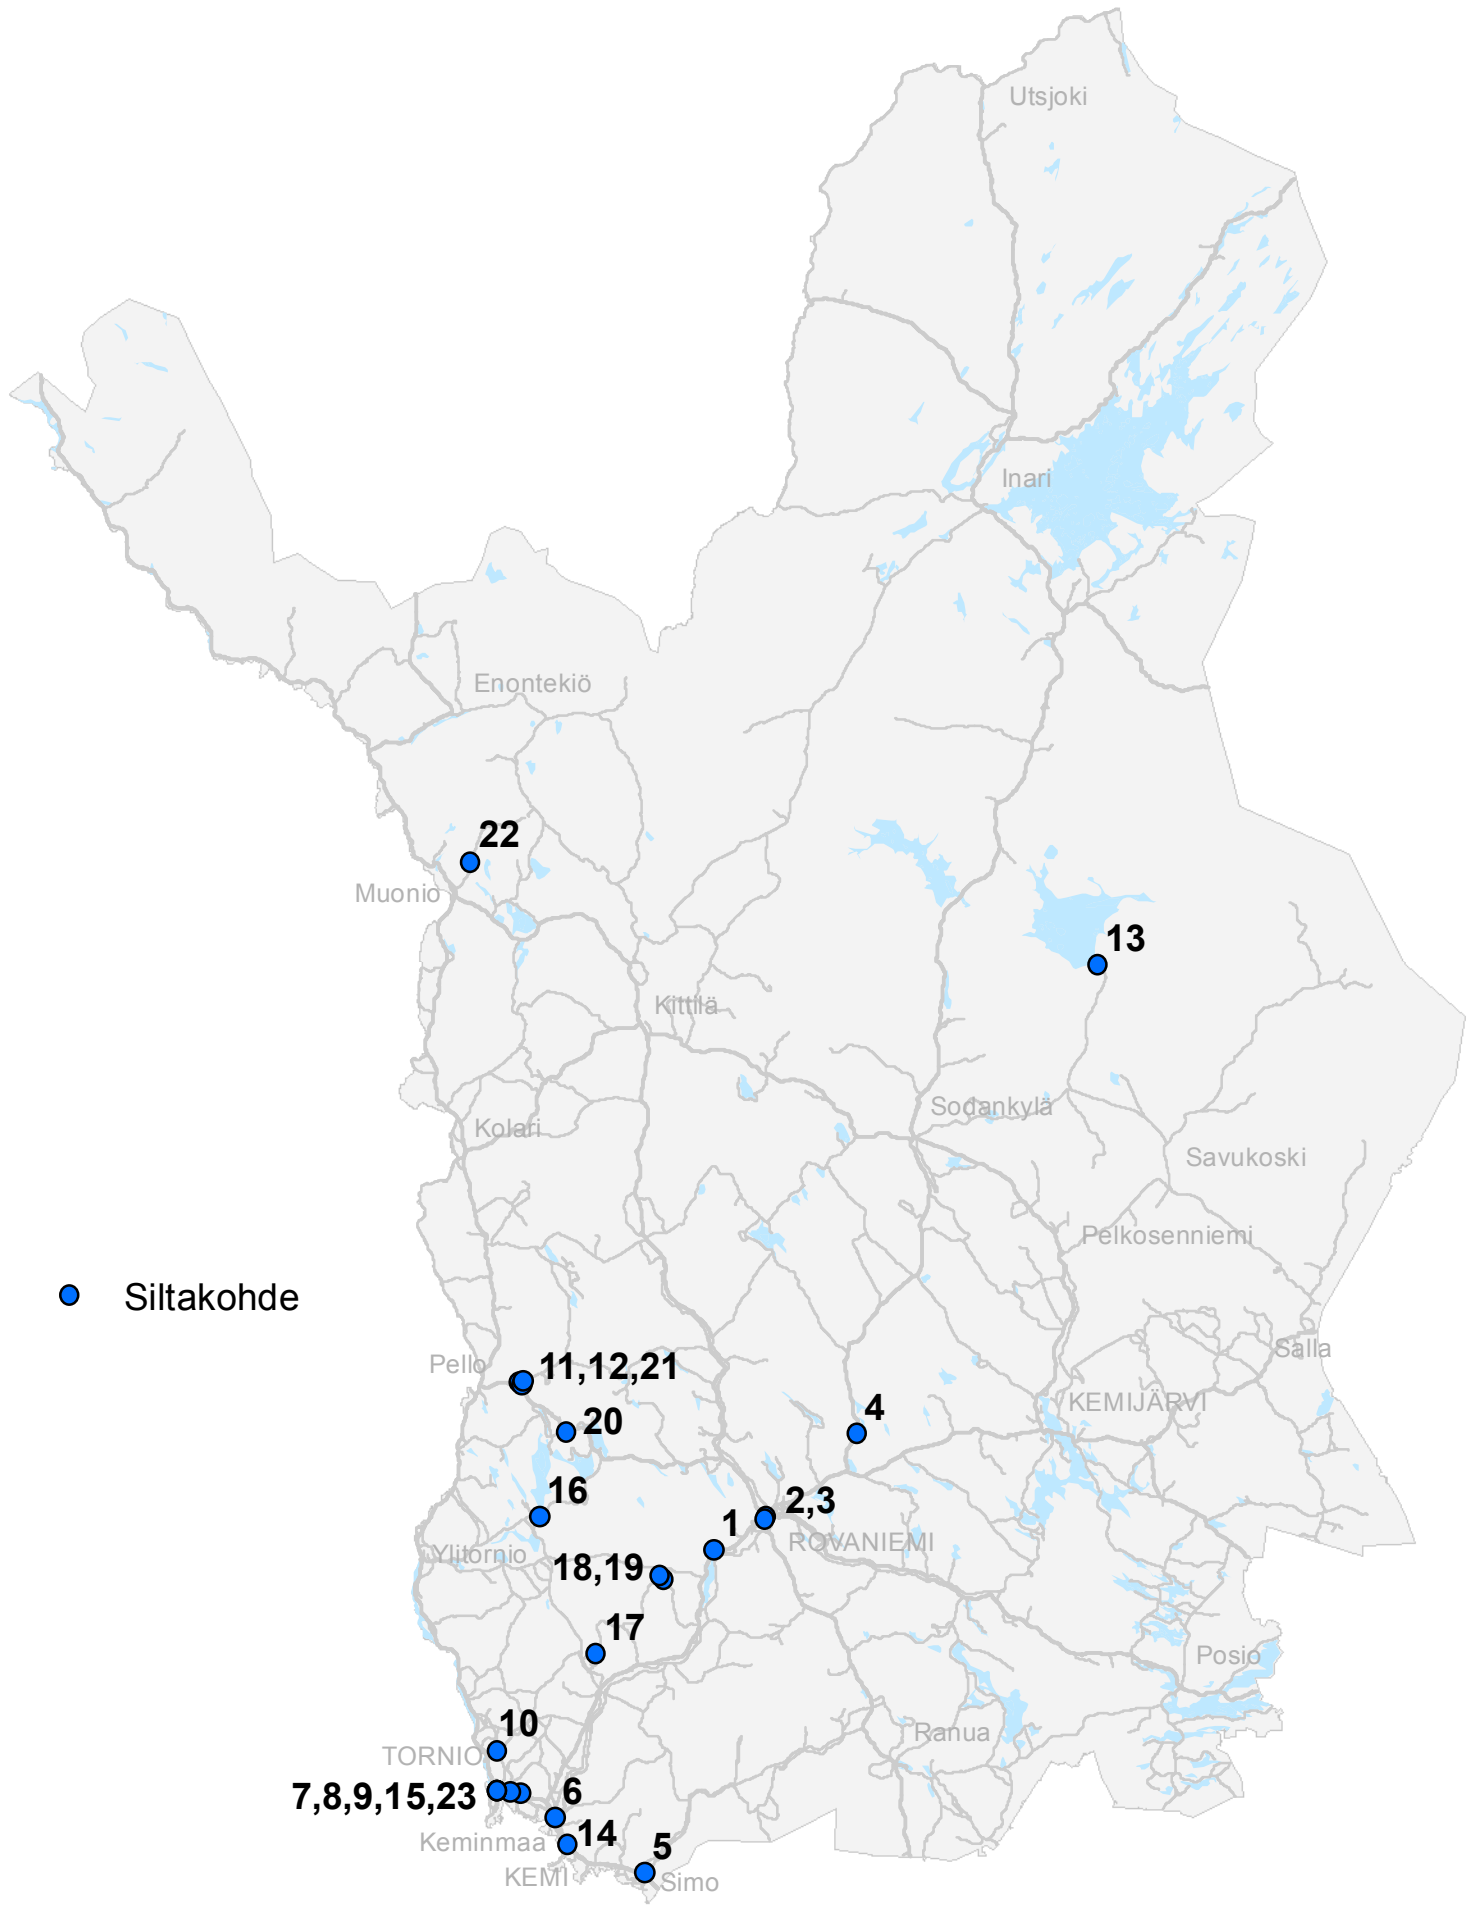 Utsjoki
Inari
Enontekiö
22
Muonio
13
Kittilä
Sodankylä
Kolari
Savukoski
Pelkosenniemi
Siltakohde
Salla
Pello
11,12,21
KEMIJÄRVI
4
20
16
2,3
1
ROVANIEMI
Ylitornio
18,19
17
Posio
10
Ranua
TORNIO
7,8,9,15,23
6
14
Keminmaa
5
KEMI
Simo